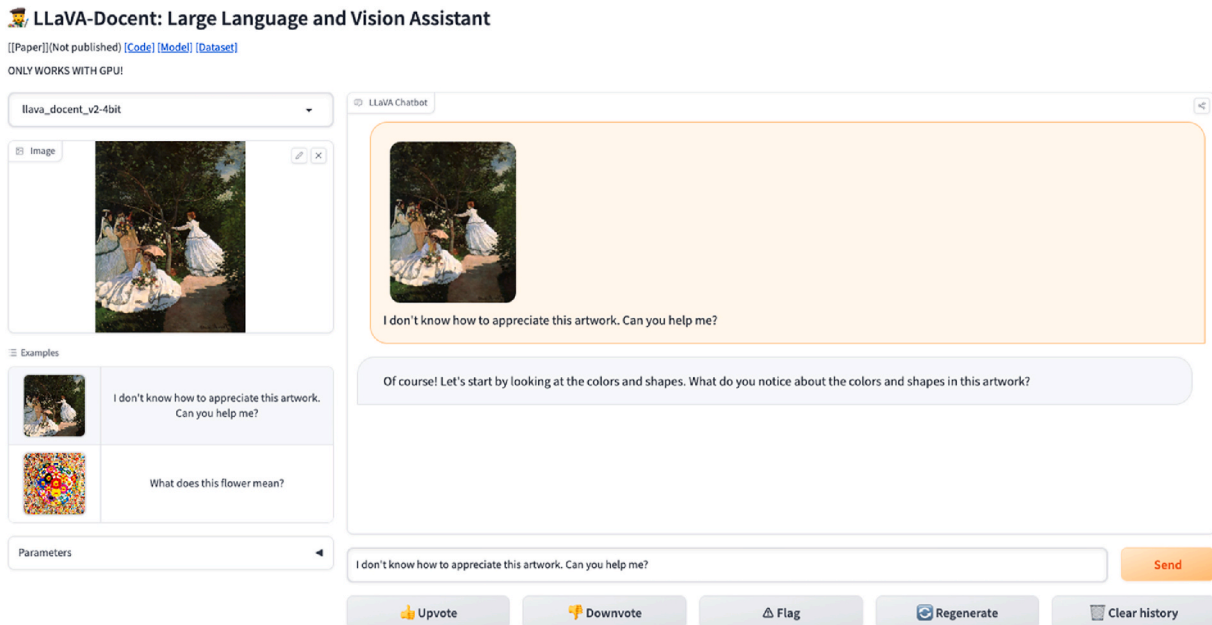 LLaVA-Docent: Large Language and Vision Assistant
[[Paper]](Not published) [Code] [Model] [Dataset]
ONLY WORKS WITH GPU!
llava_docent_v2-4bit
Image
Examples
I don't know how to appreciate this artwork.
Can you help me?
What does this flower mean?
Parameters
LLaVA Chatbot
I don't know how to appreciate this artwork. Can you help me?
Of course! Let's start by looking at the colors and shapes. What do you notice about the colors and shapes in this artwork?
I don't know how to appreciate this artwork. Can you help me?
Send
👍 Upvote
👎 Downvote
⚠ Flag
🔄 Regenerate
🗑 Clear history